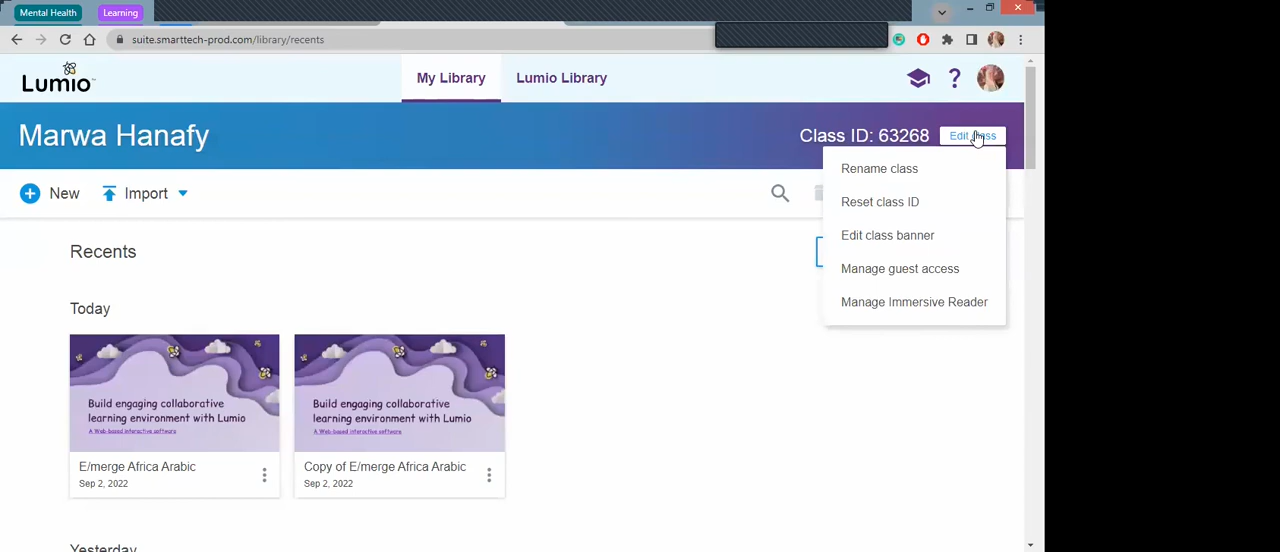 Mental Health
Learning
suite.smarttech-prod.com/library/recents
Lumio
My Library
Lumio Library
?
Marwa Hanafy
Class ID: 63268
Edit class
New
Import
Rename class
Reset class ID
Edit class banner
Manage guest access
Manage Immersive Reader
Recents
Today
Build engaging collaborative
learning environment with Lumio
A Web-based interactive software
E/merge Africa Arabic
Sep 2, 2022
Build engaging collaborative
learning environment with Lumio
A Web-based interactive software
Copy of E/merge Africa Arabic
Sep 2, 2022
Yesterday